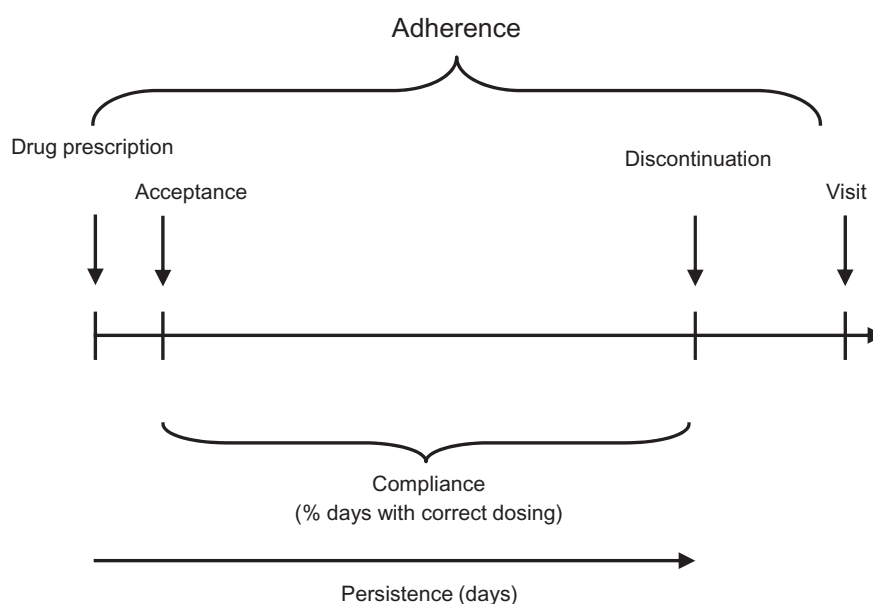 Adherence
Drug prescription
Discontinuation
Acceptance
Visit
Compliance
(% days with correct dosing)
Persistence (days)